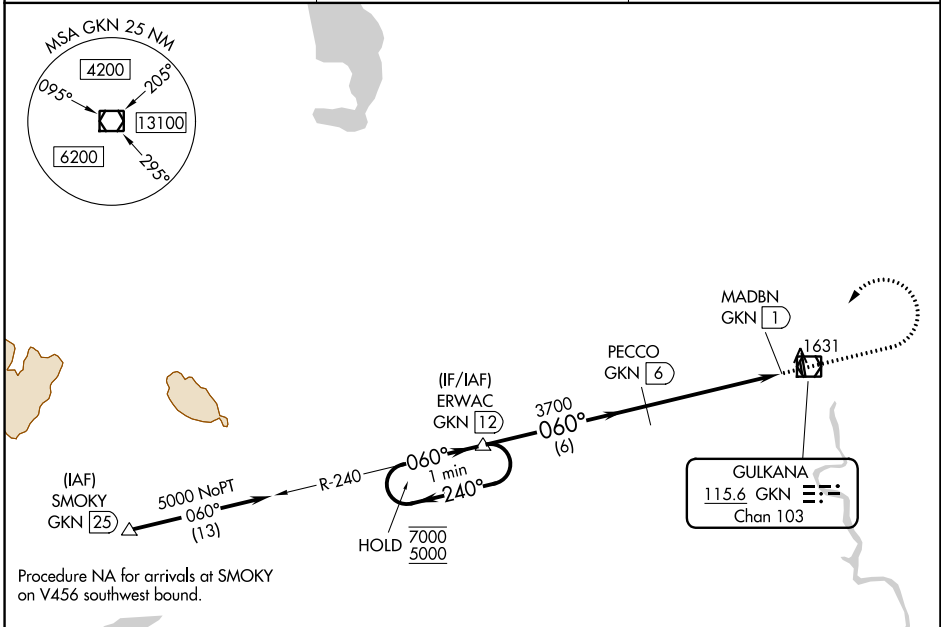 MSA GKN 25 NM
4200
095°
205°
13100
6200
295°
MADBN
GKN 1
1631
PECCO
GKN 6
(IF/IAF)
ERWAC
GKN 12
3700
060°
(6)
060°
1 min
240°
R-240
HOLD 7000
5000
(IAF)
SMOKY
GKN 25
5000 NoPT
060°
(13)
GULKANA
115.6 GKN
Chan 103
Procedure NA for arrivals at SMOKY
on V456 southwest bound.